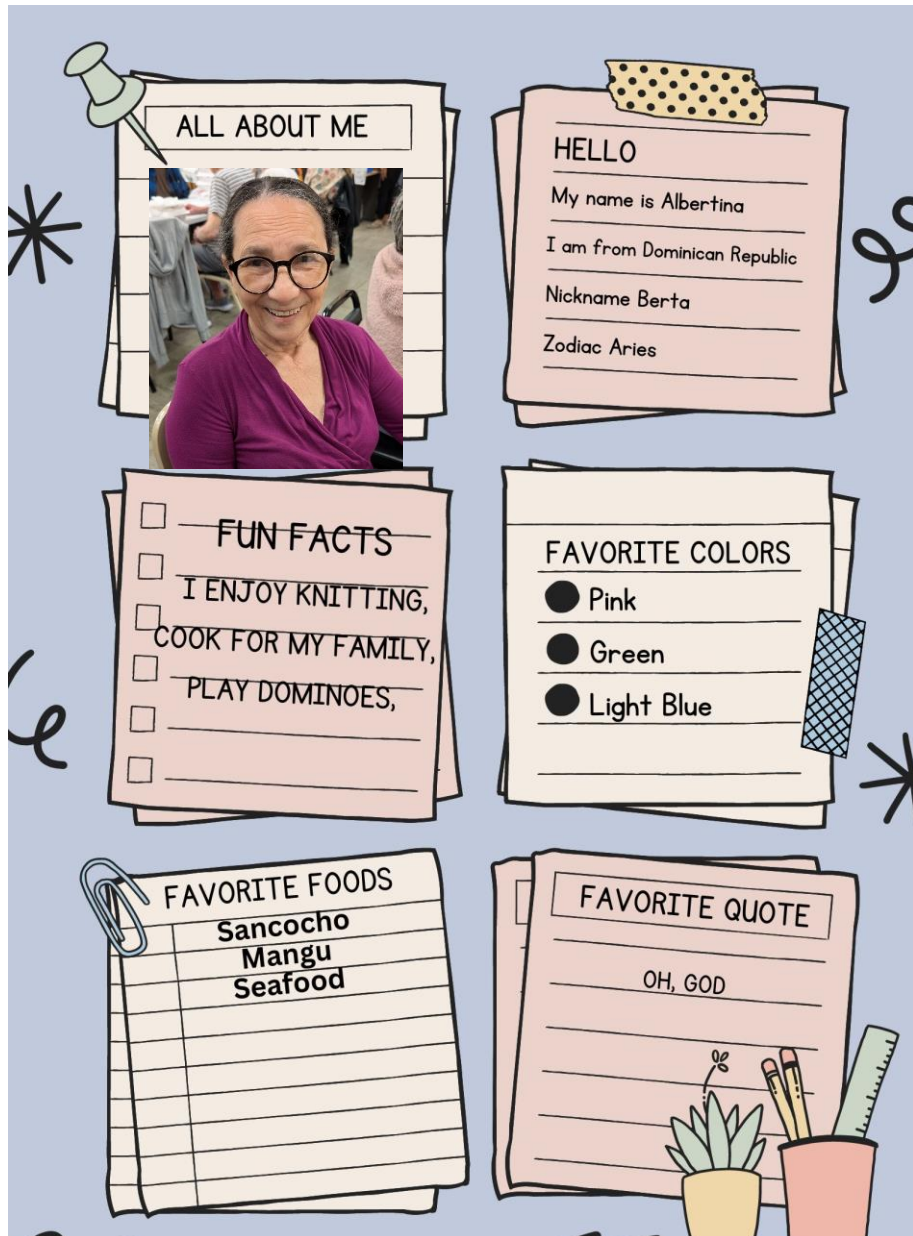 ALL ABOUT ME
HELLO
My name is Albertina
I am from Dominican Republic
Nickname Berta
Zodiac Aries
FUN FACTS
I ENJOY KNITTING,
COOK FOR MY FAMILY,
PLAY DOMINOES,
FAVORITE COLORS
Pink
Green
Light Blue
FAVORITE FOODS
Sancocho
Mangu
Seafood
FAVORITE QUOTE
OH, GOD